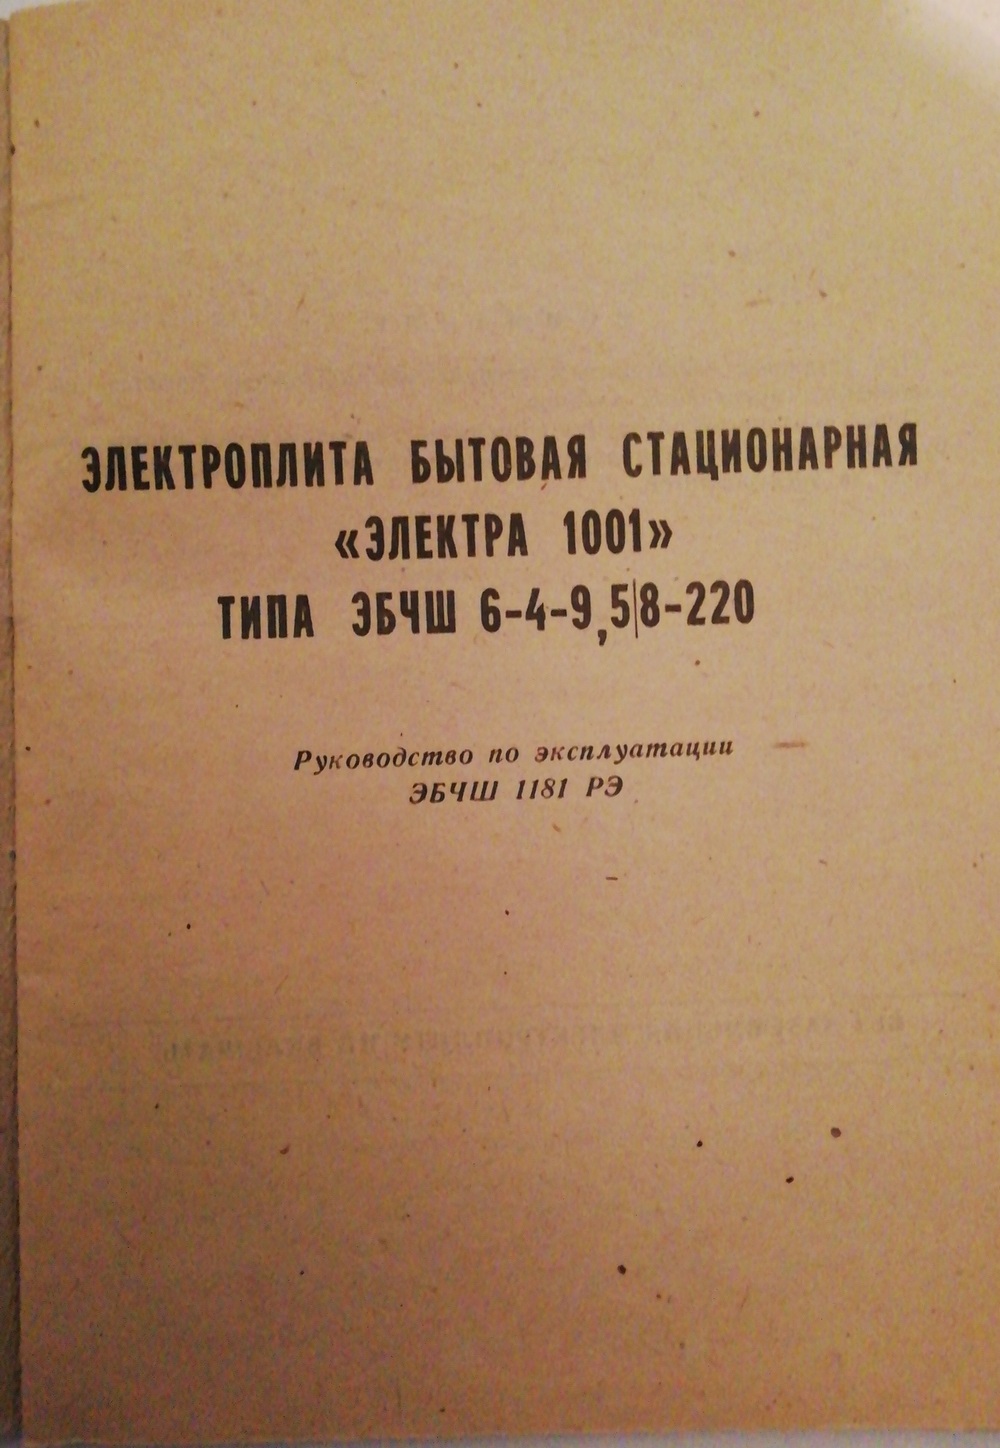 ЭЛЕКТРОПЛИТА БЫТОВАЯ СТАЦИОНАРНАЯ
«ЭЛЕКТРА 1001»
ТИПА ЭБЧШ 6-4-9,5|8-220
Руководство по эксплуатации
ЭБЧШ 1181 РЭ